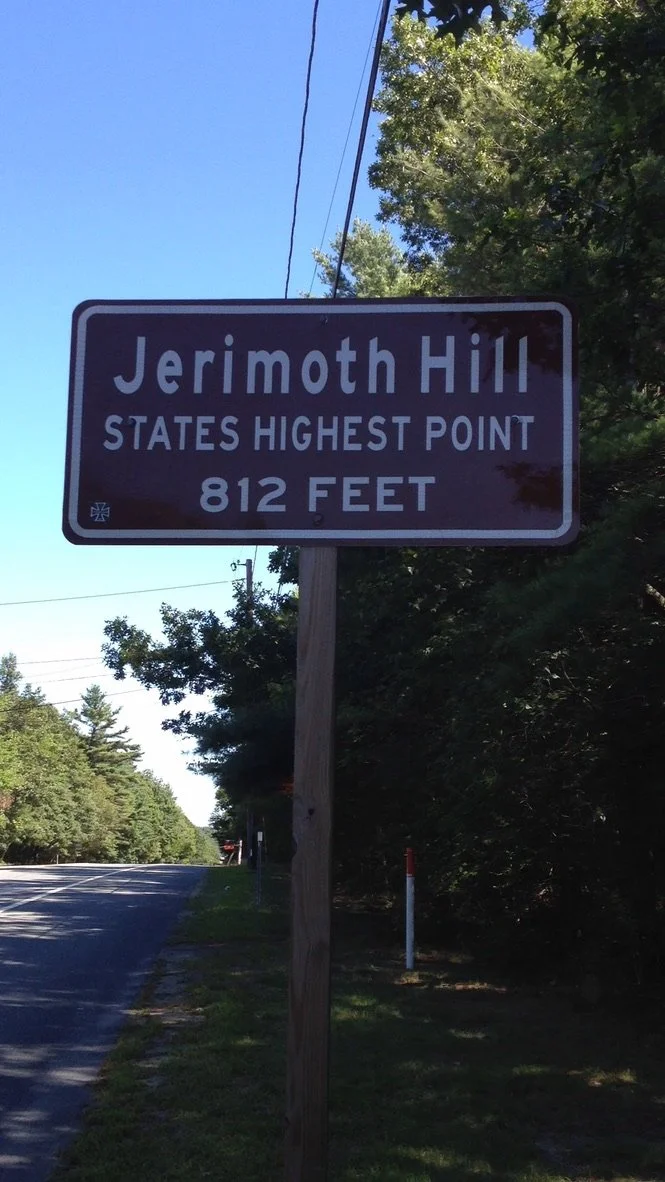 Jerimoth Hill
STATES HIGHEST POINT
812 FEET